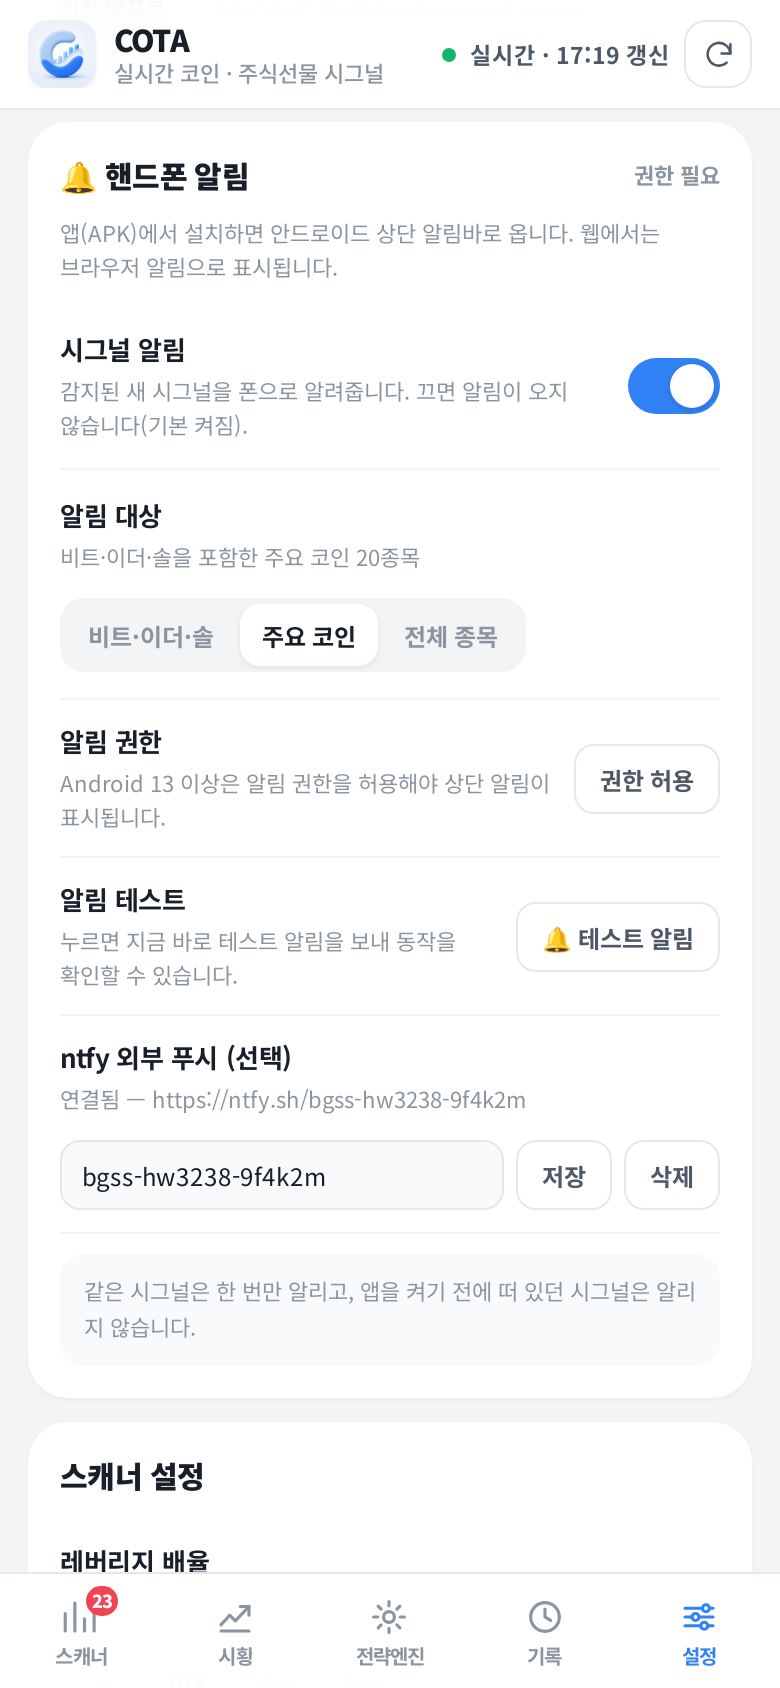 COTA
실시간 코인 · 주식선물 시그널
실시간 · 17:19 갱신
🔔 핸드폰 알림
권한 필요
앱(APK)에서 설치하면 안드로이드 상단 알림바로 옵니다. 웹에서는
브라우저 알림으로 표시됩니다.
시그널 알림
감지된 새 시그널을 폰으로 알려줍니다. 끄면 알림이 오지
않습니다(기본 켜짐).
알림 대상
비트·이더·솔을 포함한 주요 코인 20종목
비트·이더·솔
주요 코인
전체 종목
알림 권한
Android 13 이상은 알림 권한을 허용해야 상단 알림이
표시됩니다.
권한 허용
알림 테스트
누르면 지금 바로 테스트 알림을 보내 동작을
확인할 수 있습니다.
🔔 테스트 알림
ntfy 외부 푸시 (선택)
연결됨 — https://ntfy.sh/bgss-hw3238-9f4k2m
bgss-hw3238-9f4k2m
저장
삭제
같은 시그널은 한 번만 알리고, 앱을 켜기 전에 떠 있던 시그널은 알리
지 않습니다.
스캐너 설정
레버리지 배율
23
스캐너
시황
전략엔진
기록
설정